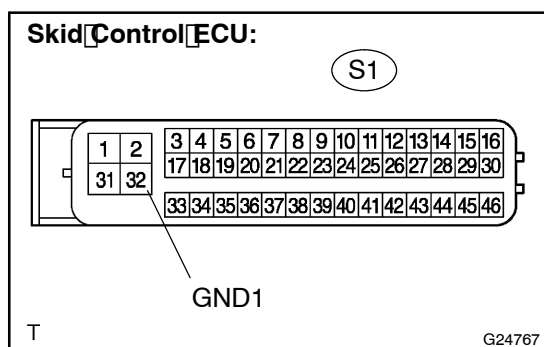 Skid▯Control▯ECU:
S1
1 2 3 4 5 6 7 8 9 10 11 12 13 14 15 16
17 18 19 20 21 22 23 24 25 26 27 28 29 30
31 32
33 34 35 36 37 38 39 40 41 42 43 44 45 46
GND1
T
G24767